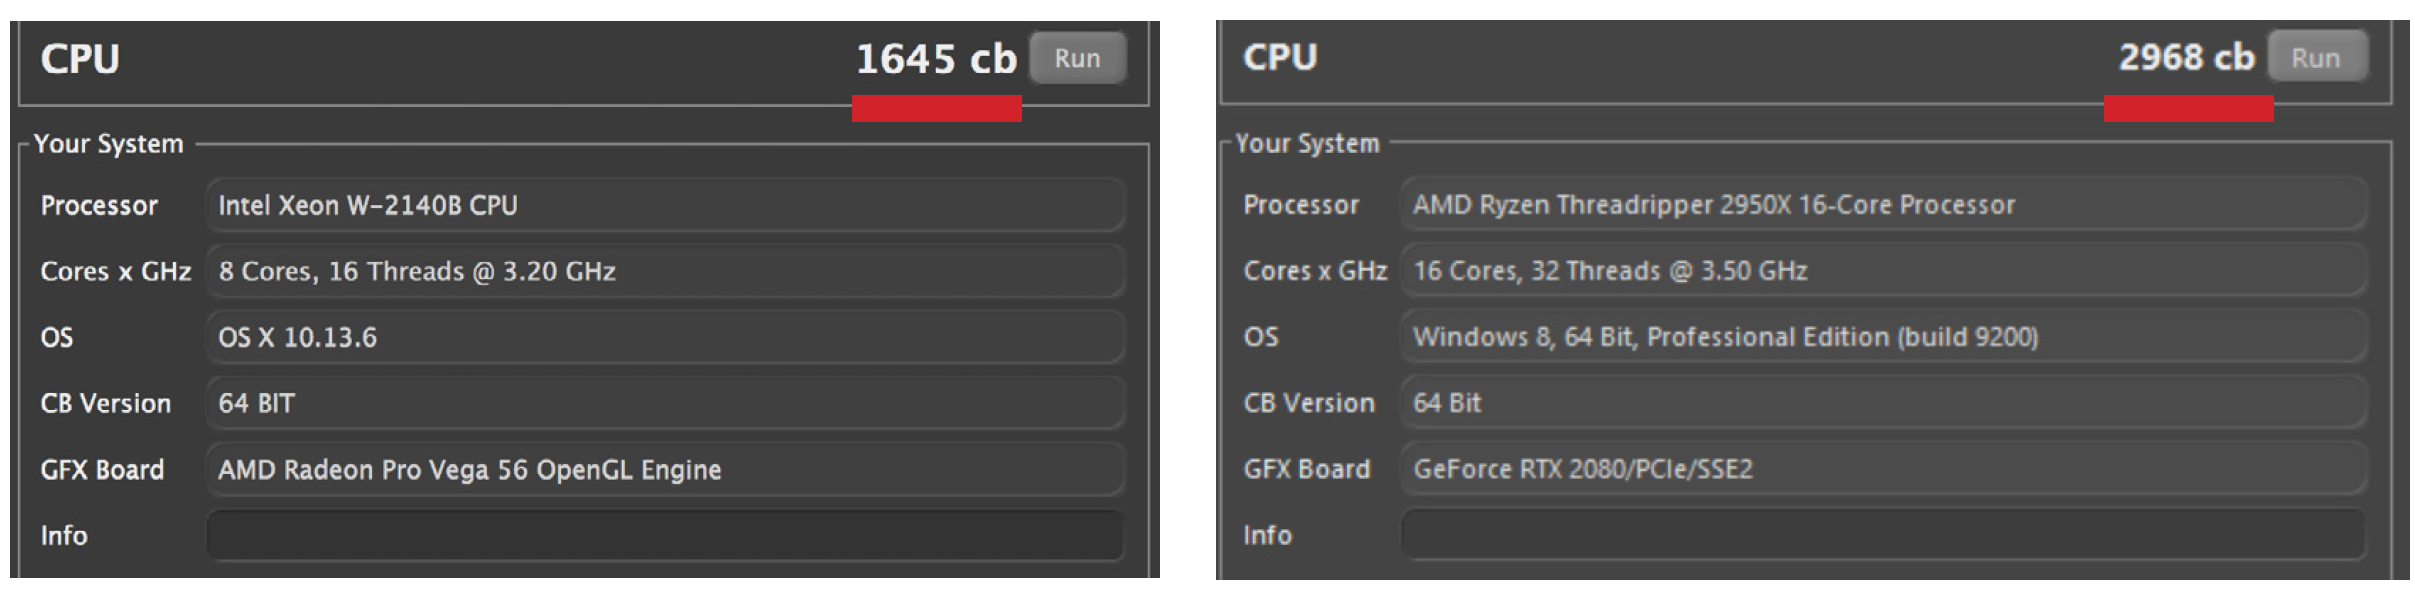 CPU 1645 cb Run
Your System
Processor Intel Xeon W-2140B CPU
Cores x GHz 8 Cores, 16 Threads @ 3.20 GHz
OS OS X 10.13.6
CB Version 64 BIT
GFX Board AMD Radeon Pro Vega 56 OpenGL Engine
Info
CPU 2968 cb Run
Your System
Processor AMD Ryzen Threadripper 2950X 16-Core Processor
Cores x GHz 16 Cores, 32 Threads @ 3.50 GHz
OS Windows 8, 64 Bit, Professional Edition (build 9200)
CB Version 64 Bit
GFX Board GeForce RTX 2080/PCIe/SSE2
Info